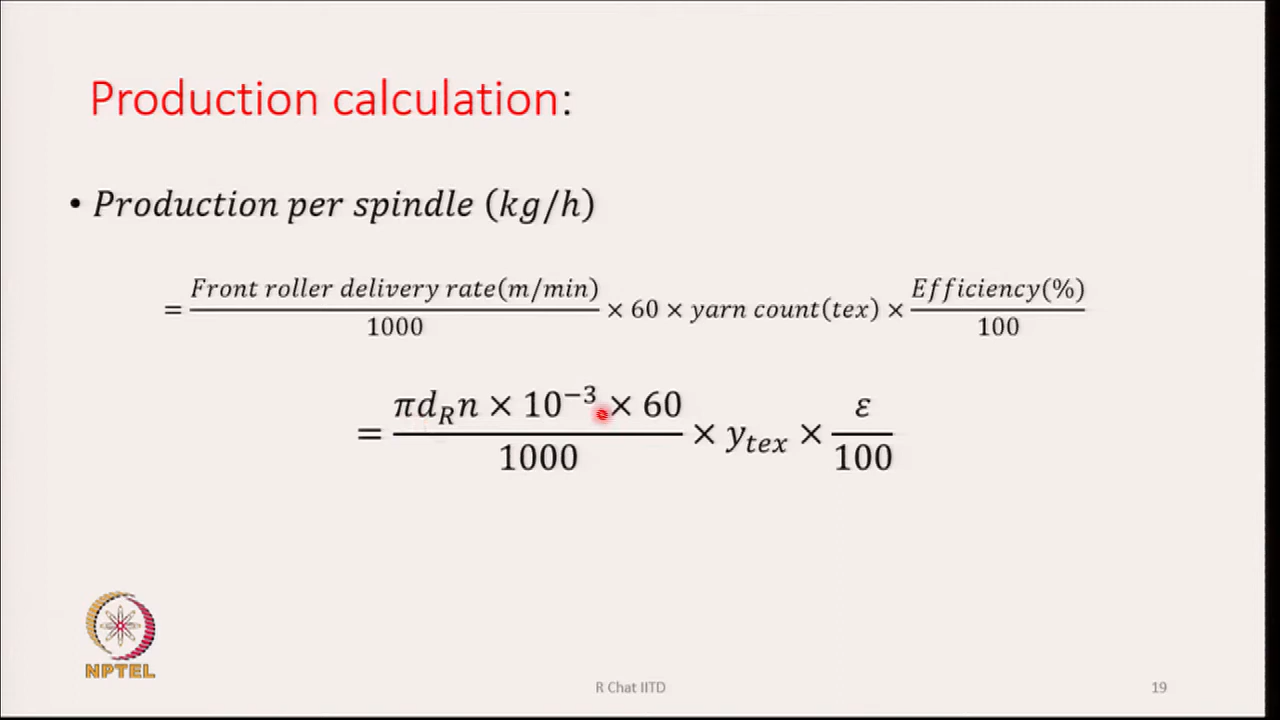 Production calculation:
• Production per spindle (kg/h)
= Front roller delivery rate(m/min)/1000 × 60 × yarn count(tex) × Efficiency(%)/100
= πd_R n × 10⁻³ × 60/1000 × y_tex × ε/100
NPTEL
R Chat IITD
19